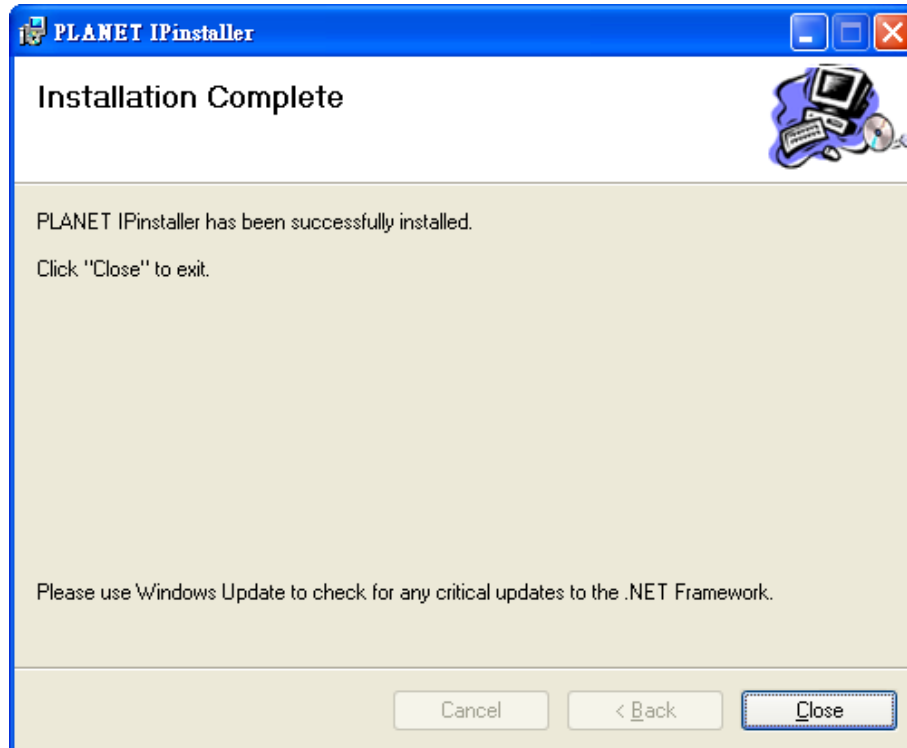 PLANET IPinstaller
Installation Complete
PLANET IPinstaller has been successfully installed.
Click "Close" to exit.
Please use Windows Update to check for any critical updates to the .NET Framework.
Cancel
< Back
Close